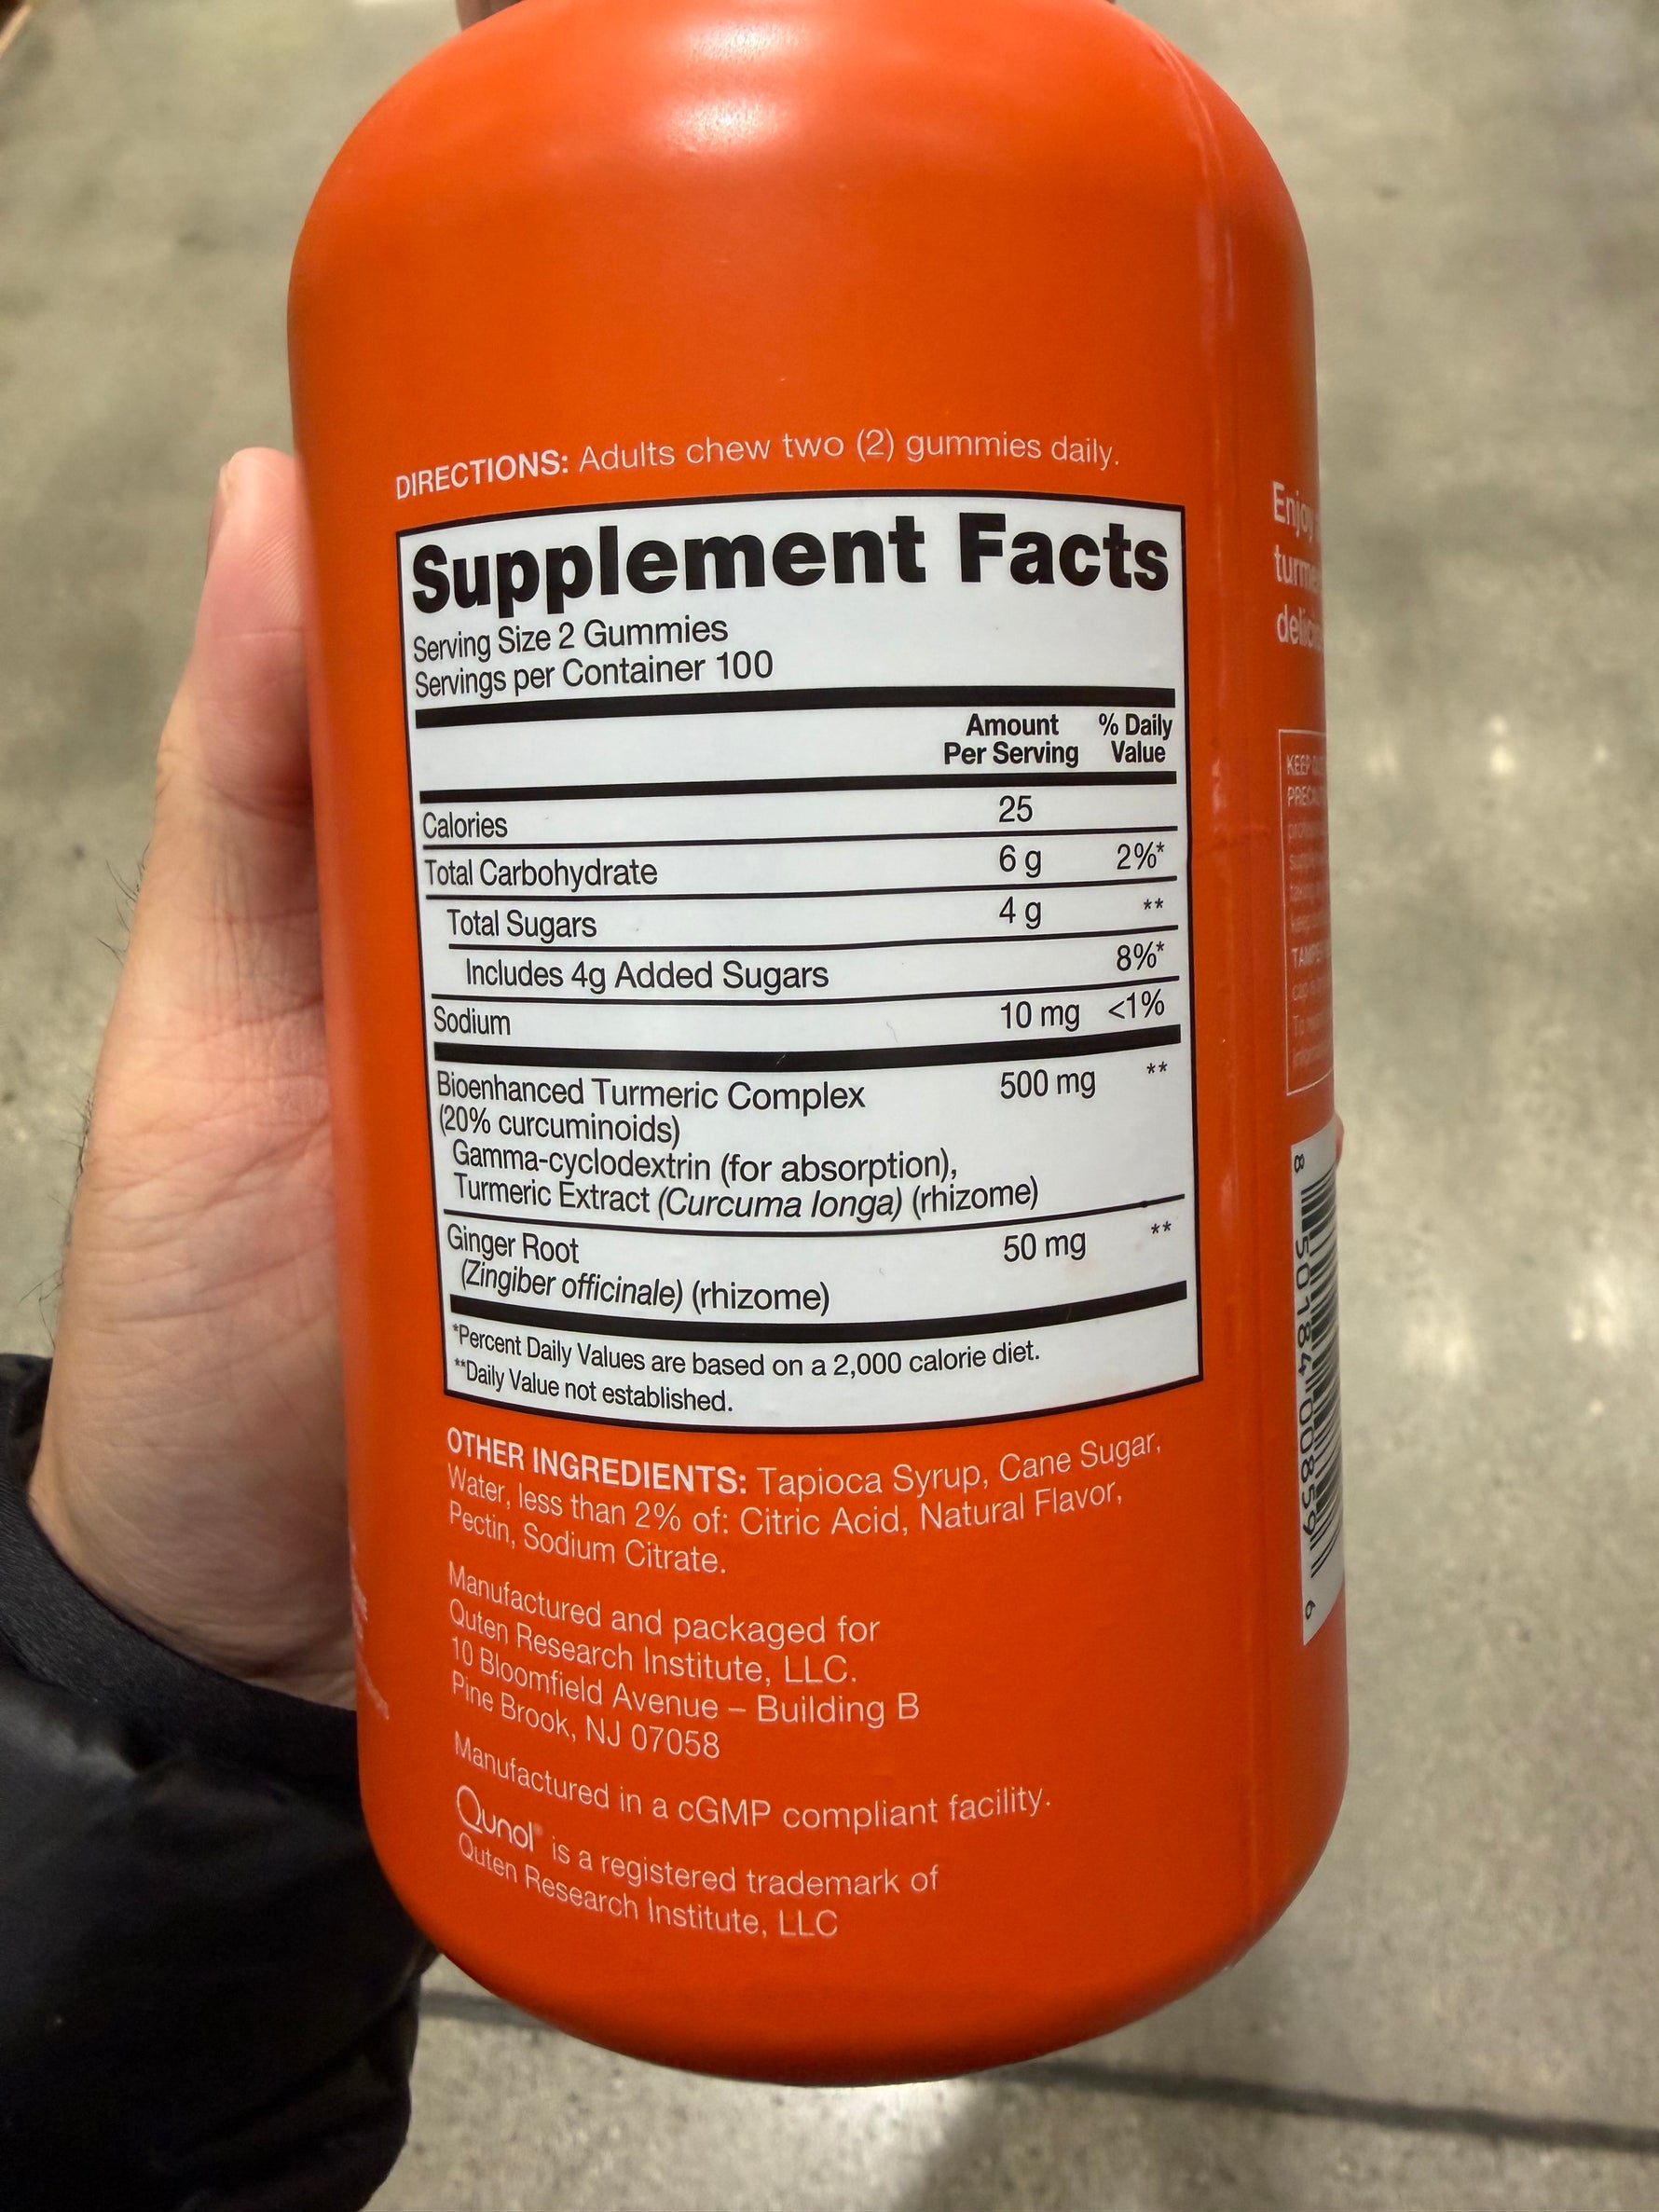 DIRECTIONS: Adults chew two (2) gummies daily.
Supplement Facts
Serving Size 2 Gummies
Servings per Container 100
Amount Per Serving % Daily Value
Calories 25
Total Carbohydrate 6 g 2%*
Total Sugars 4 g **
Includes 4g Added Sugars 8%*
Sodium 10 mg <1%
Bioenhanced Turmeric Complex 500 mg **
(20% curcuminoids)
Gamma-cyclodextrin (for absorption),
Turmeric Extract (Curcuma longa) (rhizome)
Ginger Root 50 mg **
(Zingiber officinale) (rhizome)
*Percent Daily Values are based on a 2,000 calorie diet.
**Daily Value not established.
OTHER INGREDIENTS: Tapioca Syrup, Cane Sugar,
Water, less than 2% of: Citric Acid, Natural Flavor,
Pectin, Sodium Citrate.
Manufactured and packaged for
Quten Research Institute, LLC.
10 Bloomfield Avenue – Building B
Pine Brook, NJ 07058
Manufactured in a cGMP compliant facility.
Qunol® is a registered trademark of
Quten Research Institute, LLC
Enjoy
KEEP
8 50184 00859 6